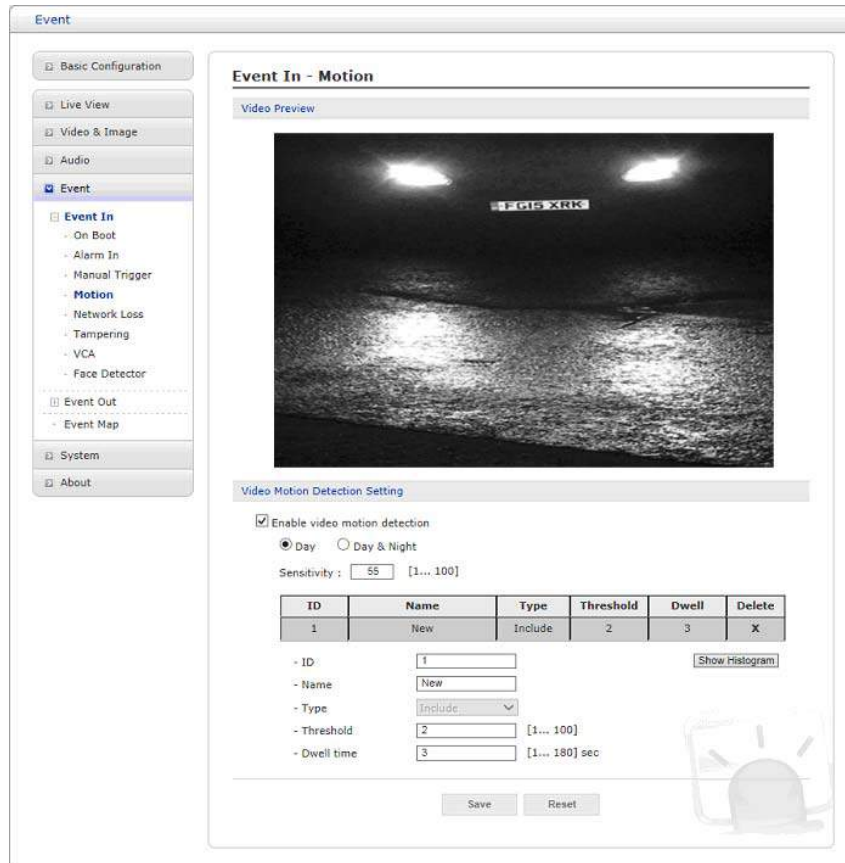 Event
Basic Configuration
Live View
Video & Image
Audio
Event
Event In
On Boot
Alarm In
Manual Trigger
Motion
Network Loss
Tampering
VCA
Face Detector
Event Out
Event Map
System
About
Event In - Motion
Video Preview
FG15 XRK
Video Motion Detection Setting
Enable video motion detection
Day Day & Night
Sensitivity : 55 [1... 100]
ID Name Type Threshold Dwell Delete
1 New Include 2 3 X
- ID 1 Show Histogram
- Name New
- Type Include
- Threshold 2 [1... 100]
- Dwell time 3 [1... 180] sec
Save Reset